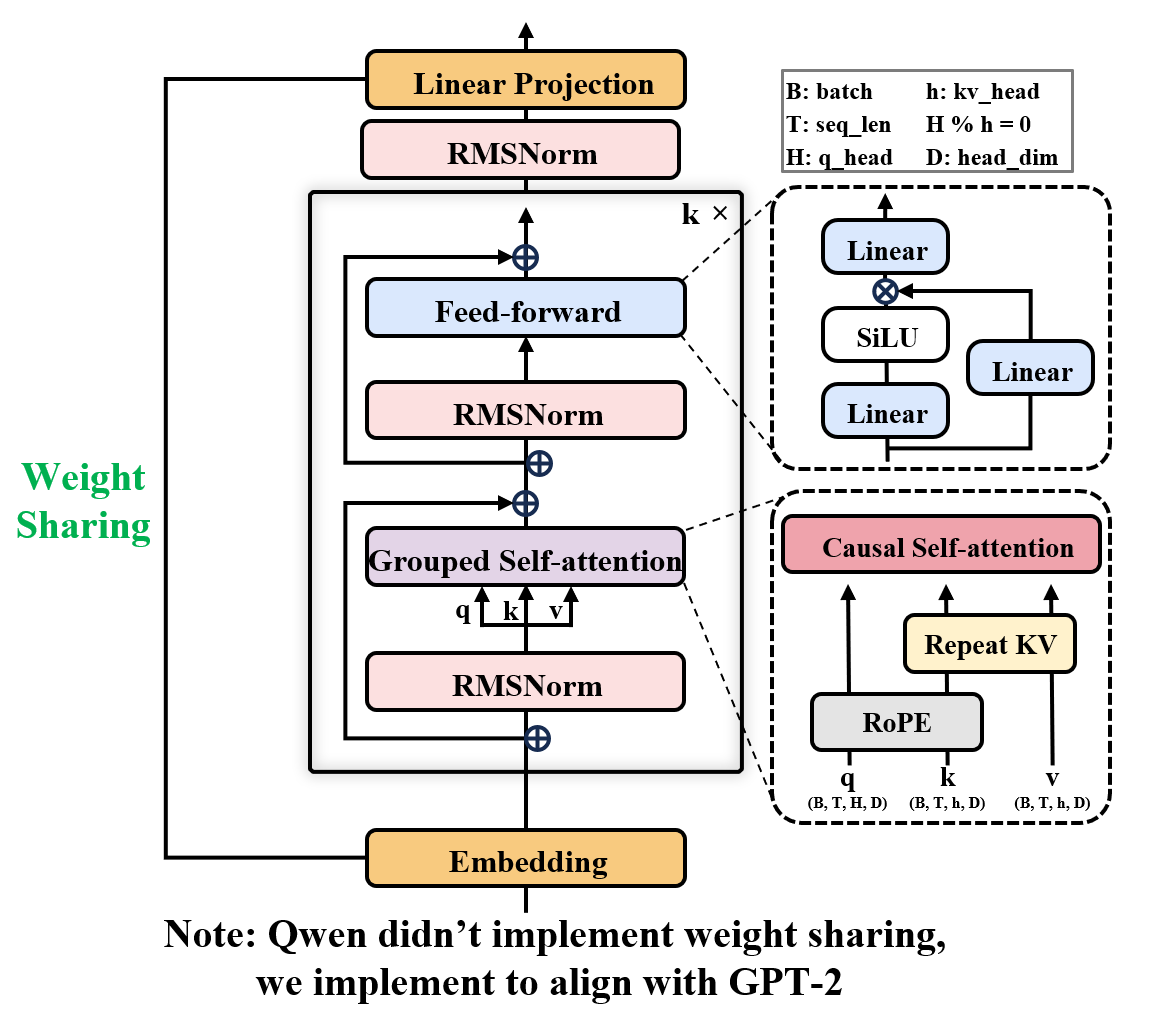 Linear Projection
RMSNorm
k ×
Feed-forward
RMSNorm
Grouped Self-attention
q k v
RMSNorm
Embedding
Weight
Sharing
B: batch h: kv_head
T: seq_len H % h = 0
H: q_head D: head_dim
Linear
SiLU
Linear
Linear
Causal Self-attention
Repeat KV
RoPE
q k v
(B, T, H, D) (B, T, h, D) (B, T, h, D)
Note: Qwen didn't implement weight sharing,
we implement to align with GPT-2